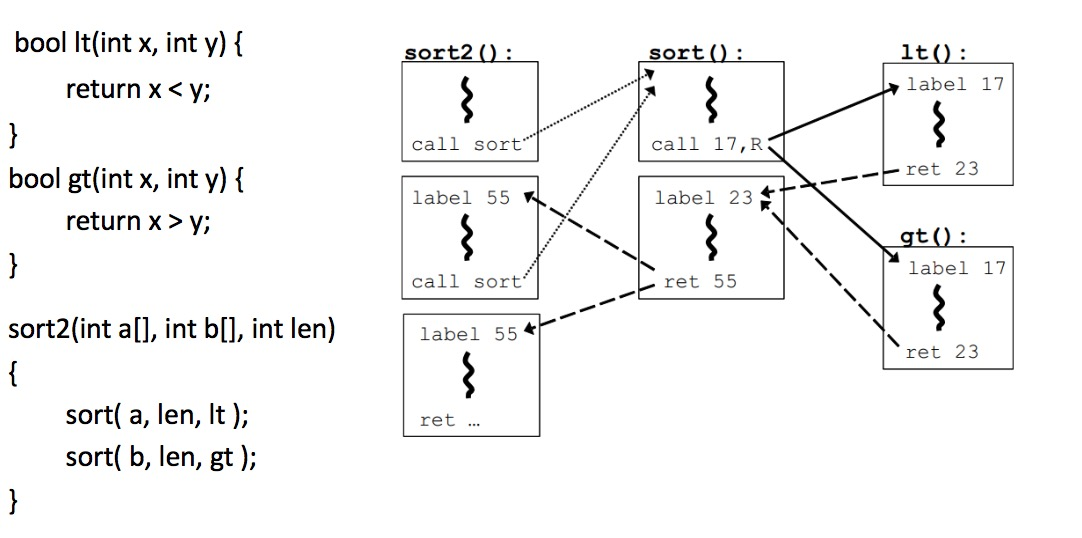 bool lt(int x, int y) {
return x < y;
}
bool gt(int x, int y) {
return x > y;
}
sort2(int a[], int b[], int len)
{
sort( a, len, lt );
sort( b, len, gt );
}
sort2():
call sort
label 55
call sort
label 55
ret …
sort():
call 17,R
label 23
ret 55
lt():
label 17
ret 23
gt():
label 17
ret 23